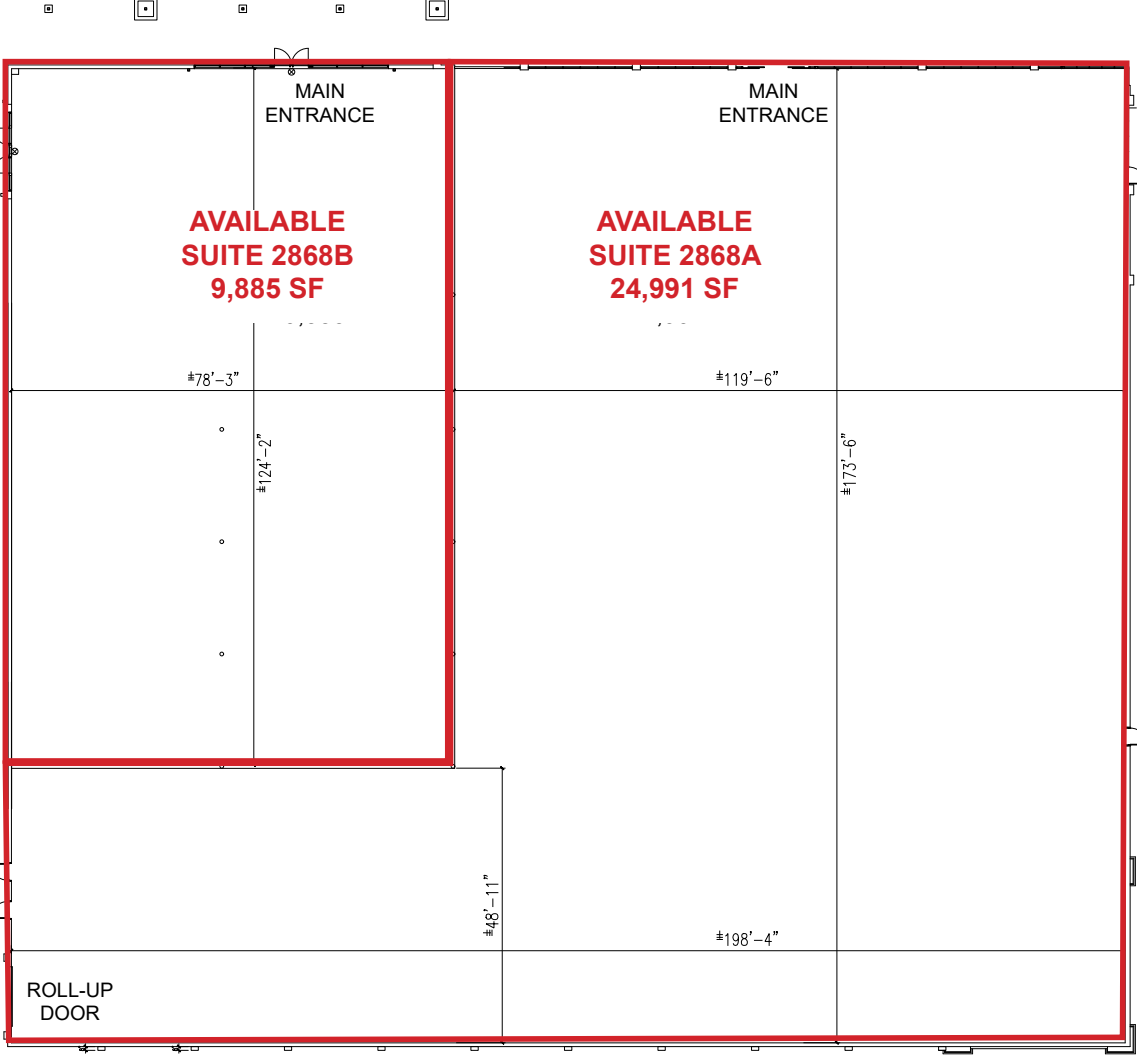 MAIN
ENTRANCE
MAIN
ENTRANCE
AVAILABLE
SUITE 2868B
9,885 SF
AVAILABLE
SUITE 2868A
24,991 SF
±78'-3"
±119'-6"
±124'-2"
±173'-6"
±48'-11"
±198'-4"
ROLL-UP
DOOR